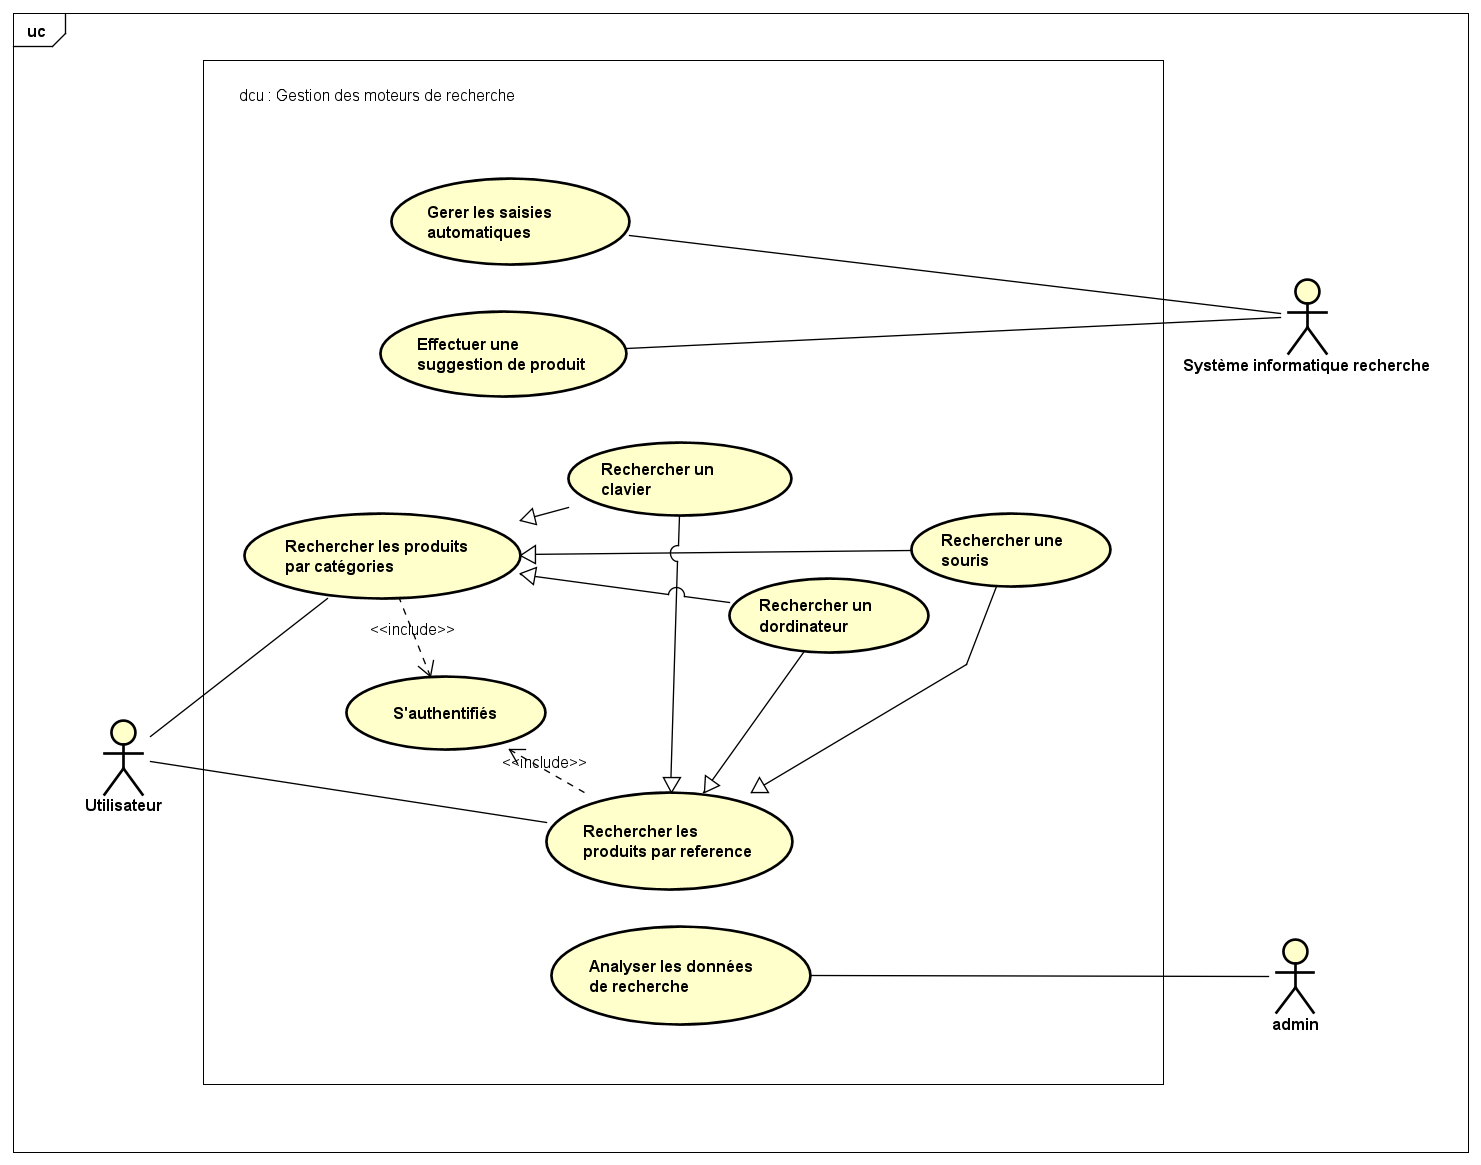 uc
dcu : Gestion des moteurs de recherche
Gerer les saisies
automatiques
Effectuer une
suggestion de produit
Système informatique recherche
Rechercher un
clavier
Rechercher les produits
par catégories
Rechercher une
souris
Rechercher un
dordinateur
<<include>>
S'authentifiés
<<include>>
Utilisateur
Rechercher les
produits par reference
Analyser les données
de recherche
admin